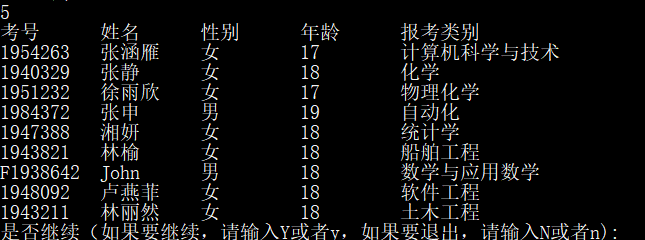 5
考号 姓名 性别 年龄 报考类别
1954263 张涵雁 女 17 计算机科学与技术
1940329 张静 女 18 化学
1951232 徐雨欣 女 17 物理化学
1984372 张申 男 19 自动化
1947388 湘妍 女 18 统计学
1943821 林榆 女 18 船舶工程
F1938642 John 男 18 数学与应用数学
1948092 卢燕菲 女 18 软件工程
1943211 林丽然 女 18 土木工程
是否继续（如果要继续，请输入Y或者y，如果要退出，请输入N或者n):